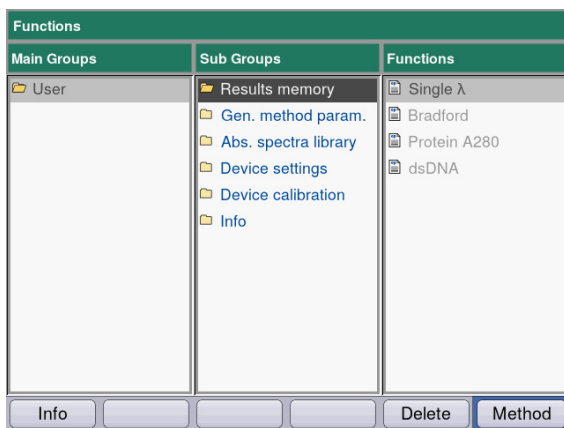 Functions
Main Groups
Sub Groups
Functions
User
Results memory
Gen. method param.
Abs. spectra library
Device settings
Device calibration
Info
Single λ
Bradford
Protein A280
dsDNA
Info
Delete
Method